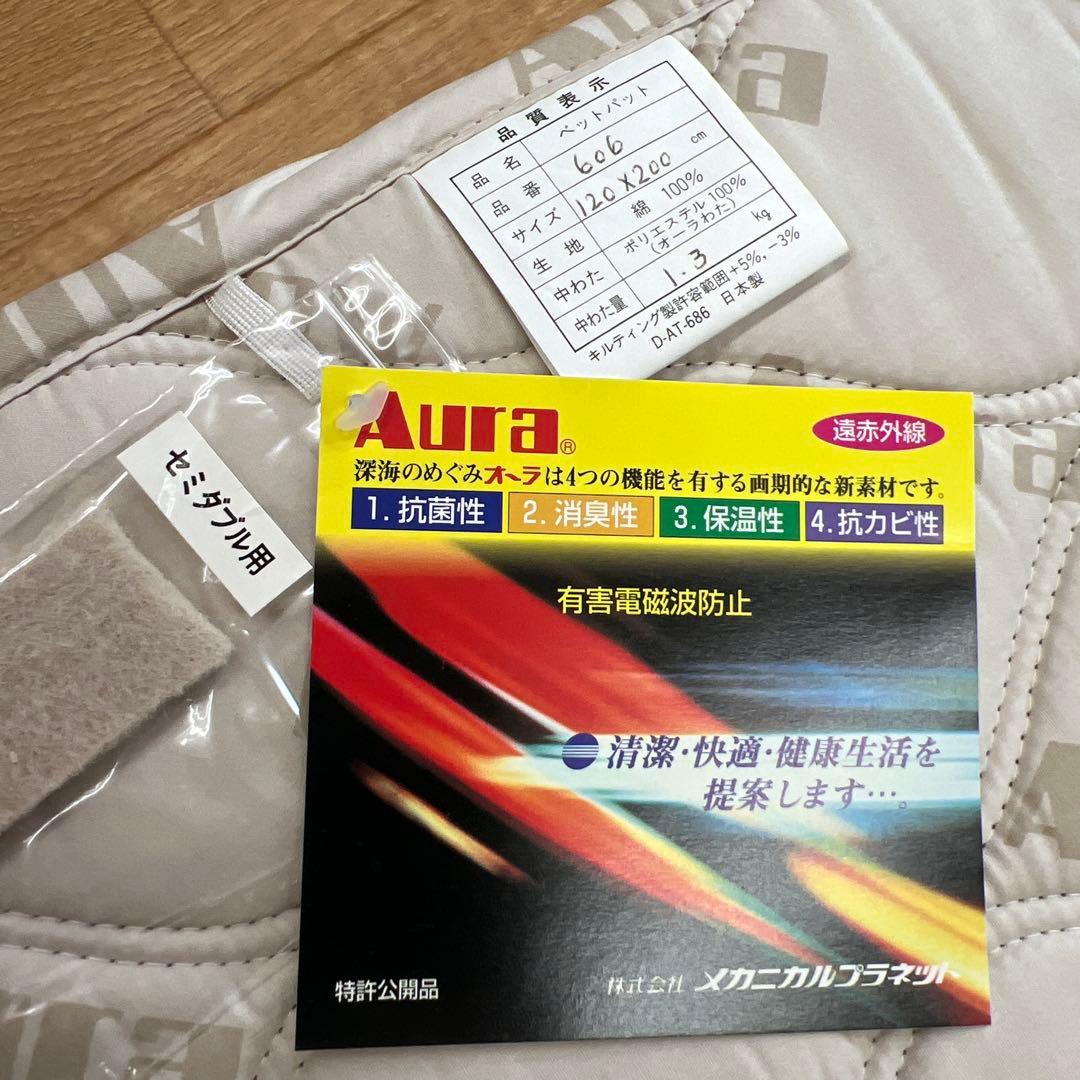 品質表示
品名 ベットパット
品番 606
サイズ 120×200 cm
生地 綿 100%
中わた ポリエステル100%
(オーラわた)
中わた量 1.3 kg
キルティング製許容範囲+5%,-3%
D-AT-686 日本製
セミダブル用
Aura®
遠赤外線
深海のめぐみオーラは4つの機能を有する画期的な新素材です。
1. 抗菌性 2. 消臭性 3. 保温性 4. 抗カビ性
有害電磁波防止
清潔・快適・健康生活を
提案します…。
特許公開品
株式会社 メカニカルプラネット